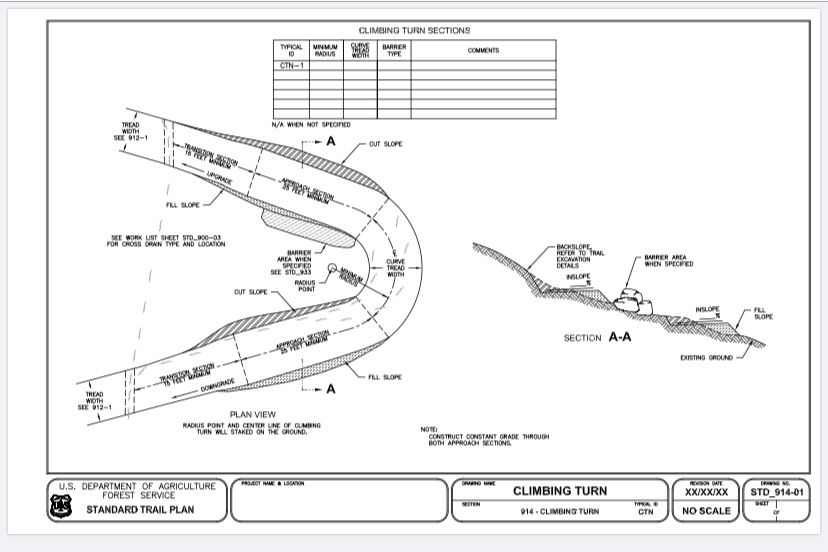 CLIMBING TURN SECTIONS
TYPICAL ID
MINIMUM RADIUS
CURVE TREAD WIDTH
BARRIER TYPE
COMMENTS
CTN-1
N/A WHEN NOT SPECIFIED
TREAD
WIDTH
SEE 912-1
TRANSITION SECTION
15 FEET MINIMUM
UPGRADE
APPROACH SECTION
25 FEET MINIMUM
A
CUT SLOPE
FILL SLOPE
SEE WORK LIST SHEET STD_900-03
FOR CROSS DRAIN TYPE AND LOCATION
BARRIER
AREA WHEN
SPECIFIED
SEE STD_933
RADIUS
POINT
MINIMUM
RADIUS
CURVE
TREAD
WIDTH
CUT SLOPE
APPROACH SECTION
25 FEET MINIMUM
TRANSITION SECTION
15 FEET MINIMUM
DOWNGRADE
FILL SLOPE
A
TREAD
WIDTH
SEE 912-1
PLAN VIEW
RADIUS POINT AND CENTER LINE OF CLIMBING
TURN WILL STAKED ON THE GROUND.
BACKSLOPE,
REFER TO TRAIL
EXCAVATION
DETAILS
INSLOPE
%
BARRIER AREA
WHEN SPECIFIED
INSLOPE
%
FILL
SLOPE
SECTION A-A
EXISTING GROUND
NOTE:
CONSTRUCT CONSTANT GRADE THROUGH
BOTH APPROACH SECTIONS.
U.S. DEPARTMENT OF AGRICULTURE
FOREST SERVICE
STANDARD TRAIL PLAN
PROJECT NAME & LOCATION
DRAWING NAME
CLIMBING TURN
SECTION
914 - CLIMBING TURN
TYPICAL ID
CTN
REVISION DATE
XX/XX/XX
NO SCALE
DRAWING NO.
STD_914-01
SHEET
OF